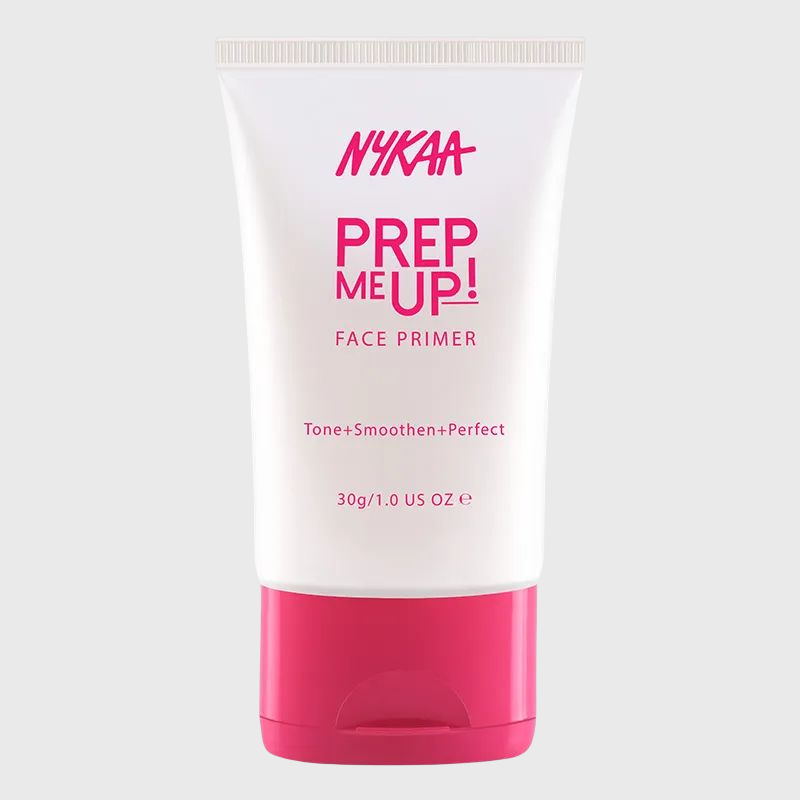 NYKAA
PREP
ME UP!
FACE PRIMER
Tone+Smoothen+Perfect
30g/1.0 US OZ ℮